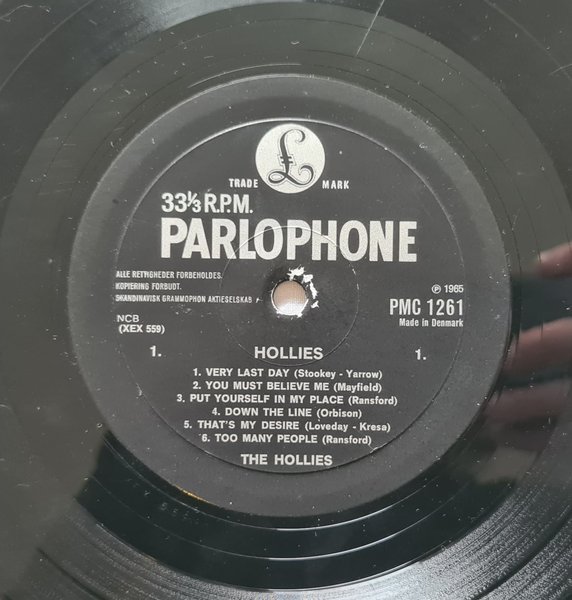 £
TRADE MARK
33⅓ R.P.M.
PARLOPHONE
ALLE RETTIGHEDER FORBEHOLDES.
KOPIERING FORBUDT.
SKANDINAVISK GRAMMOPHON AKTIESELSKAB
℗ 1965
PMC 1261
Made in Denmark
NCB
(XEX 559)
1. HOLLIES 1.
1. VERY LAST DAY (Stookey - Yarrow)
2. YOU MUST BELIEVE ME (Mayfield)
3. PUT YOURSELF IN MY PLACE (Ransford)
4. DOWN THE LINE (Orbison)
5. THAT'S MY DESIRE (Loveday - Kresa)
6. TOO MANY PEOPLE (Ransford)
THE HOLLIES